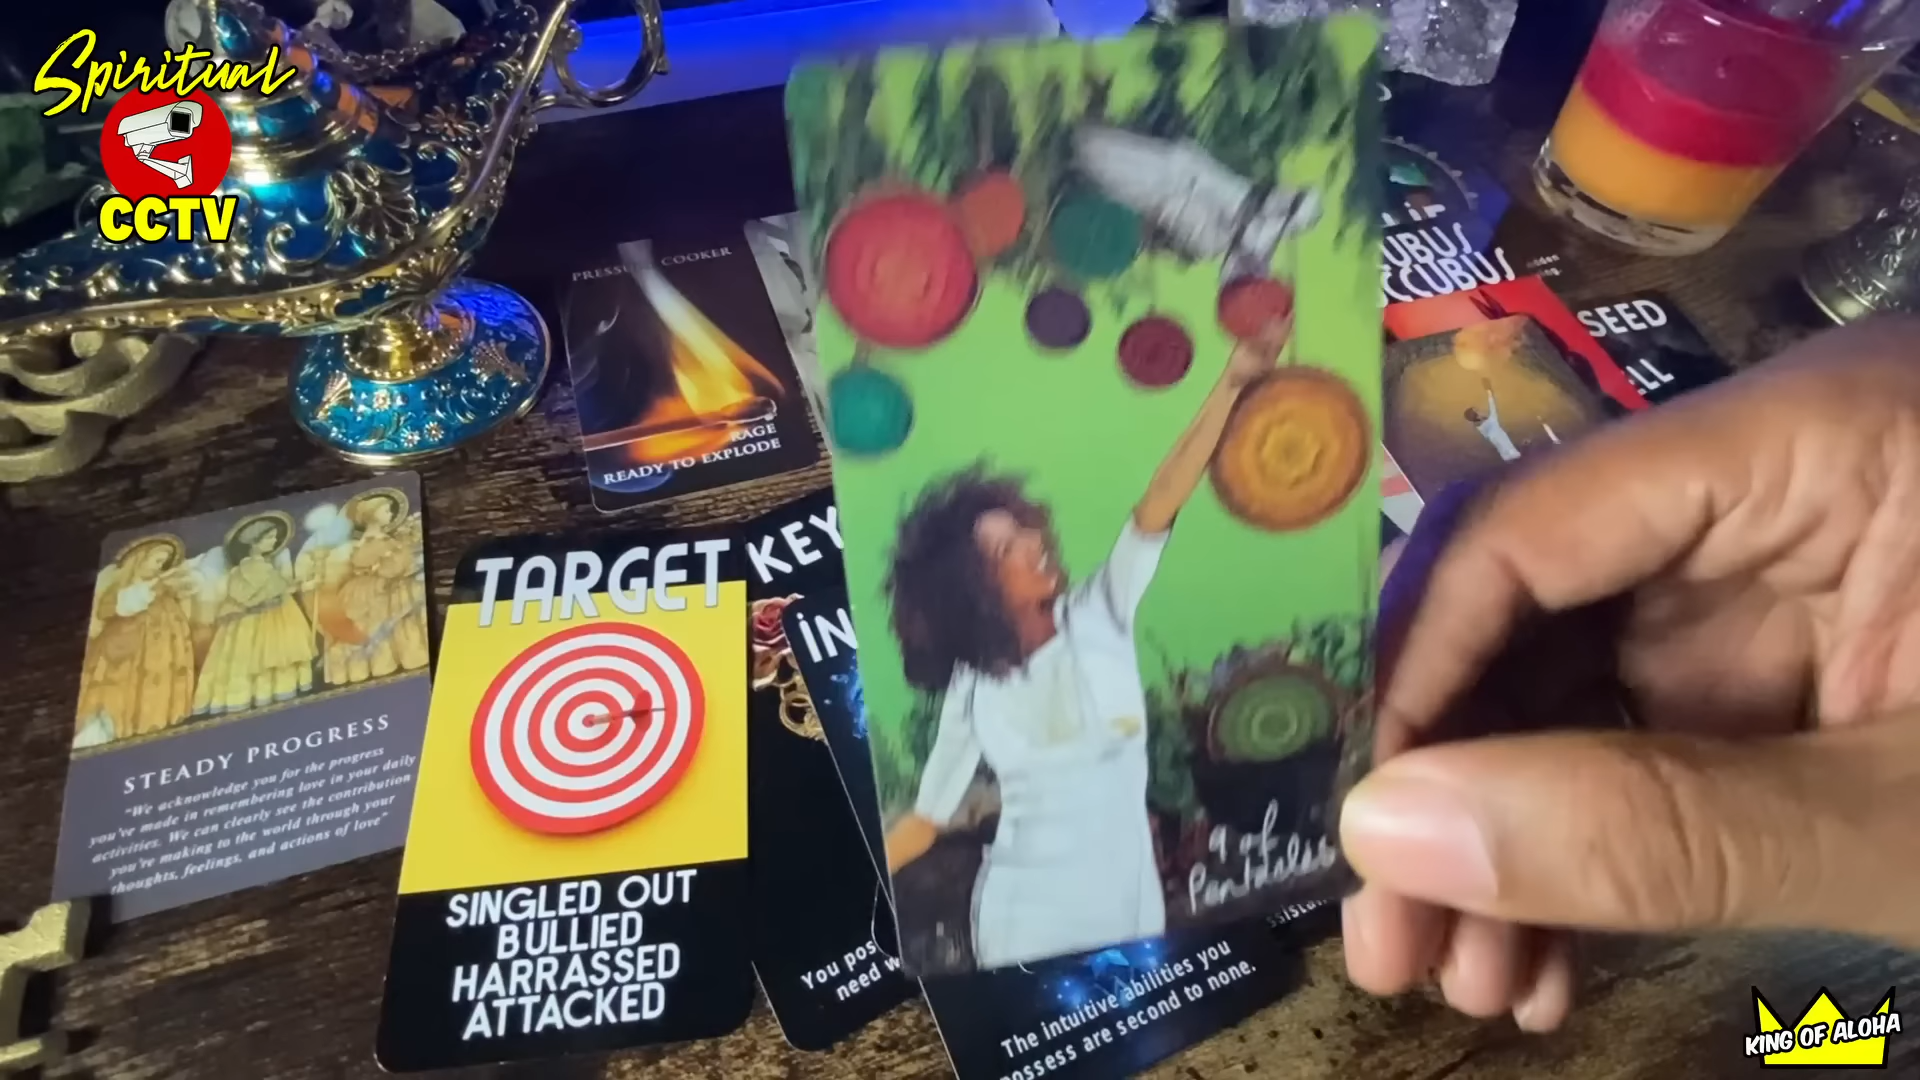 Spiritual
CCTV
PRESSURE COOKER
RAGE
READY TO EXPLODE
STEADY PROGRESS
"We acknowledge you for the progress
you've made in remembering love in your daily
activities. We can clearly see the contribution
you're making to the world through your
thoughts, feelings, and actions of love"
TARGET
SINGLED OUT
BULLIED
HARRASSED
ATTACKED
KEY
IN
You
need
9 of
Pentacles
The intuitive abilities you
possess are second to none.
CUBUS
CCUBUS
SEED
KING OF ALOHA